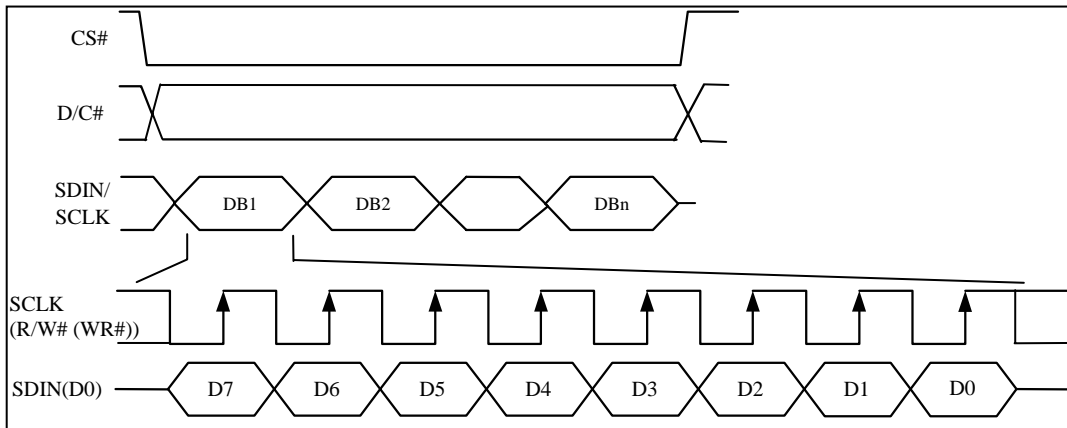 CS#
D/C#
SDIN/
SCLK
DB1 DB2 DBn
SCLK
(R/W# (WR#))
SDIN(D0) D7 D6 D5 D4 D3 D2 D1 D0